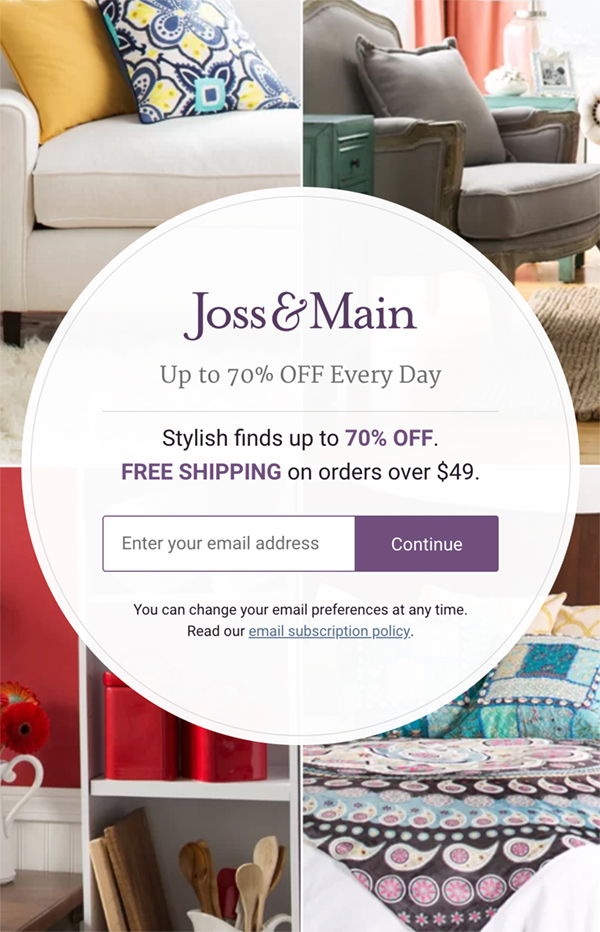 Joss&Main
Up to 70% OFF Every Day
Stylish finds up to 70% OFF.
FREE SHIPPING on orders over $49.
Enter your email address
Continue
You can change your email preferences at any time.
Read our email subscription policy.